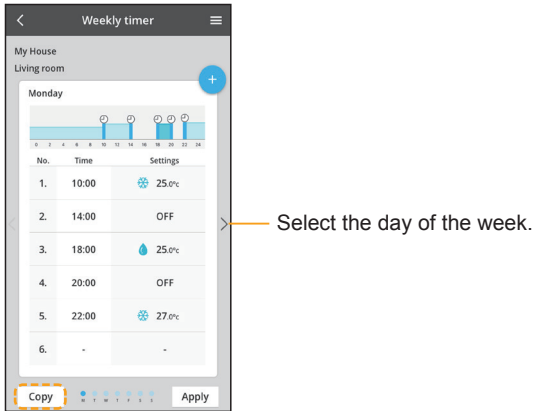 Weekly timer
My House
Living room
+
Monday
0 2 4 6 8 10 12 14 16 18 20 22 24
No. Time Settings
1. 10:00 25.0°c
2. 14:00 OFF
3. 18:00 25.0°c
4. 20:00 OFF
5. 22:00 27.0°c
6. - -
Select the day of the week.
Copy M T W T F S S Apply